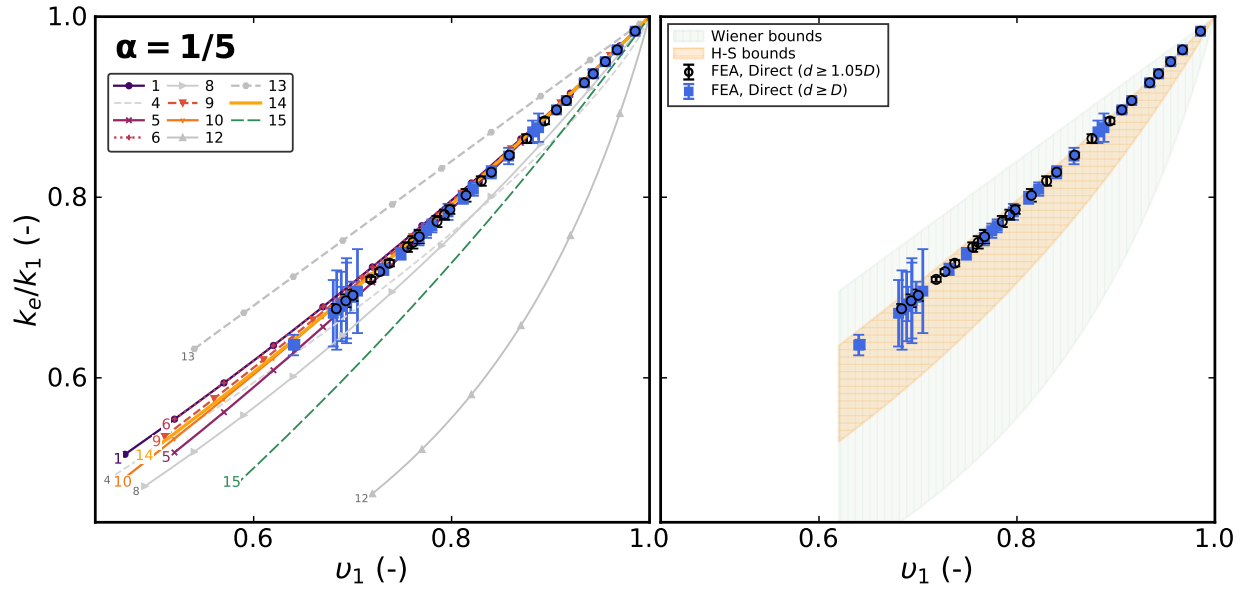 α = 1/5
1 8 13
4 9 14
5 10 15
6 12
13
6
9
1
14
5
4
10
8
15
12
1.0
0.8
0.6
0.6 0.8 1.0
k_e/k_1 (-)
υ_1 (-)
Wiener bounds
H-S bounds
FEA, Direct (d ≥ 1.05D)
FEA, Direct (d ≥ D)
0.6 0.8 1.0
υ_1 (-)